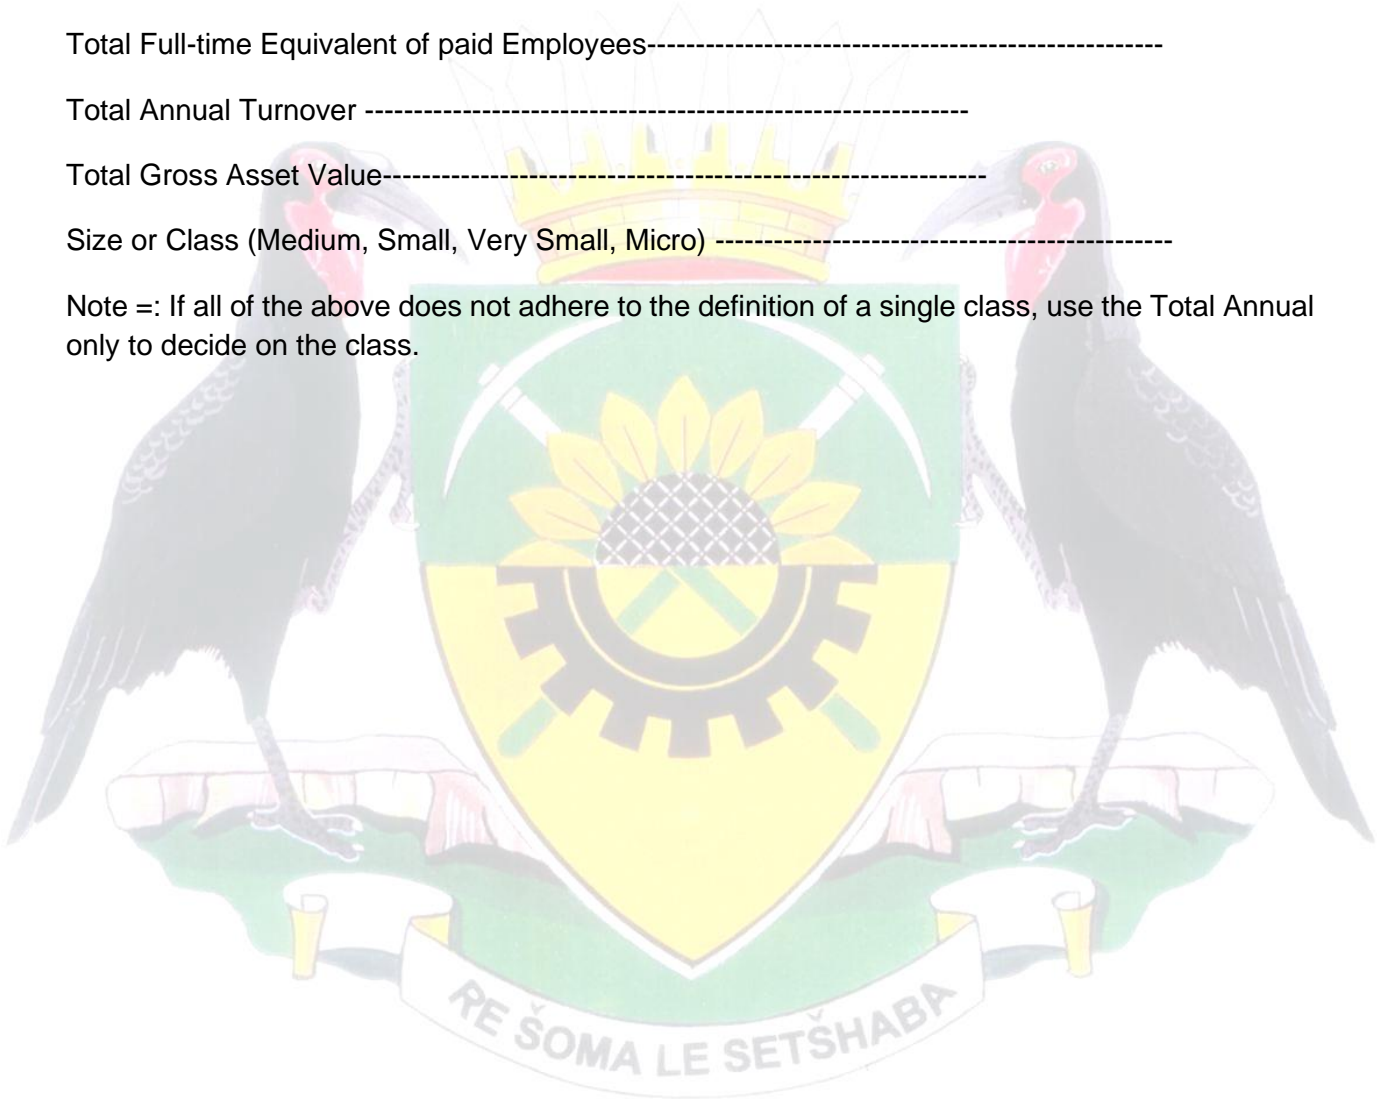 Total Full-time Equivalent of paid Employees-----------------------------------------------------
Total Annual Turnover --------------------------------------------------------------
Total Gross Asset Value--------------------------------------------------------------
Size or Class (Medium, Small, Very Small, Micro) -----------------------------------------------
Note =: If all of the above does not adhere to the definition of a single class, use the Total Annual
only to decide on the class.
RE ŠOMA LE SETŠHABA